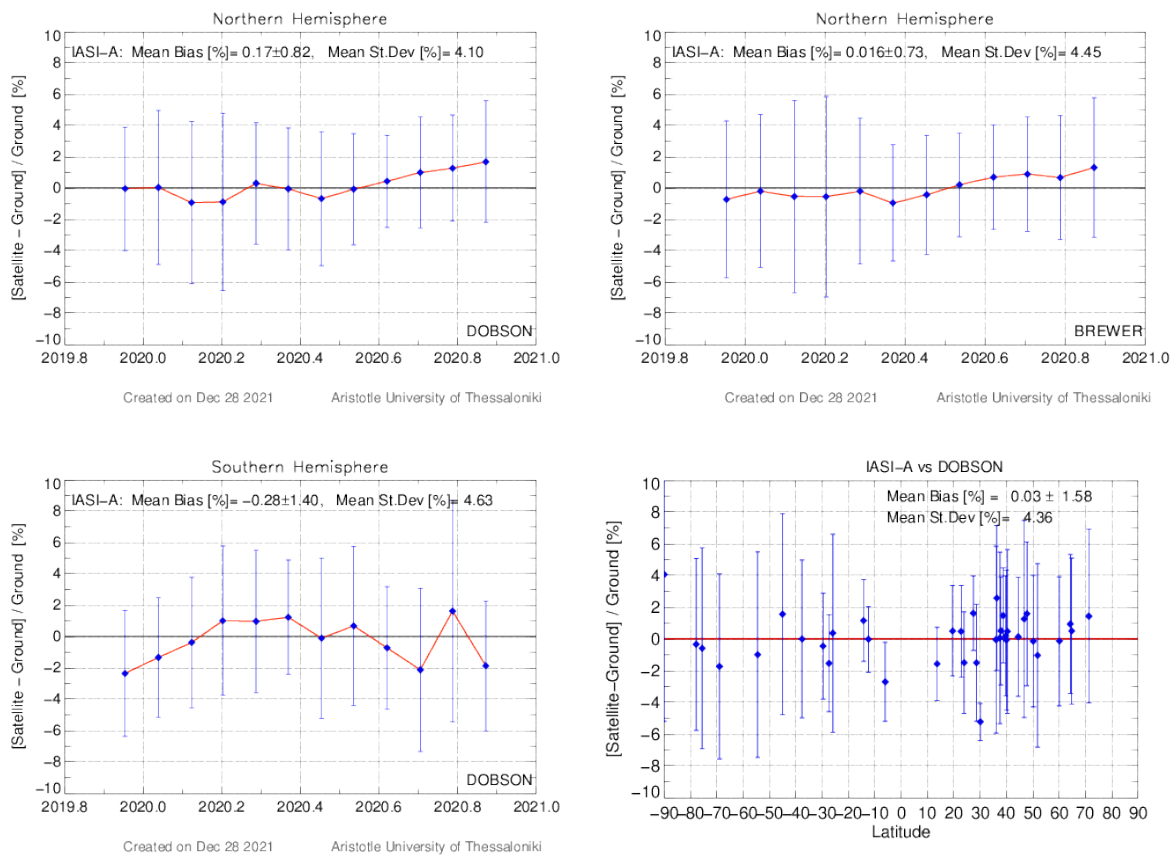 Northern Hemisphere
IASI-A: Mean Bias [%]= 0.17±0.82, Mean St.Dev [%]= 4.10
[Satellite - Ground] / Ground [%]
10
8
6
4
2
0
-2
-4
-6
-8
-10
DOBSON
2019.8 2020.0 2020.2 2020.4 2020.6 2020.8 2021.0
Created on Dec 28 2021 Aristotle University of Thessaloniki
Northern Hemisphere
IASI-A: Mean Bias [%]= 0.016±0.73, Mean St.Dev [%]= 4.45
[Satellite - Ground] / Ground [%]
10
8
6
4
2
0
-2
-4
-6
-8
-10
BREWER
2019.8 2020.0 2020.2 2020.4 2020.6 2020.8 2021.0
Created on Dec 28 2021 Aristotle University of Thessaloniki
Southern Hemisphere
IASI-A: Mean Bias [%]= -0.28±1.40, Mean St.Dev [%]= 4.63
[Satellite - Ground] / Ground [%]
10
8
6
4
2
0
-2
-4
-6
-8
-10
DOBSON
2019.8 2020.0 2020.2 2020.4 2020.6 2020.8 2021.0
Created on Dec 28 2021 Aristotle University of Thessaloniki
IASI-A vs DOBSON
Mean Bias [%] = 0.03 ± 1.58
Mean St.Dev [%]= 4.36
[Satellite-Ground] / Ground [%]
10
8
6
4
2
0
-2
-4
-6
-8
-10
-90 -80 -70 -60 -50 -40 -30 -20 -10 0 10 20 30 40 50 60 70 80 90
Latitude